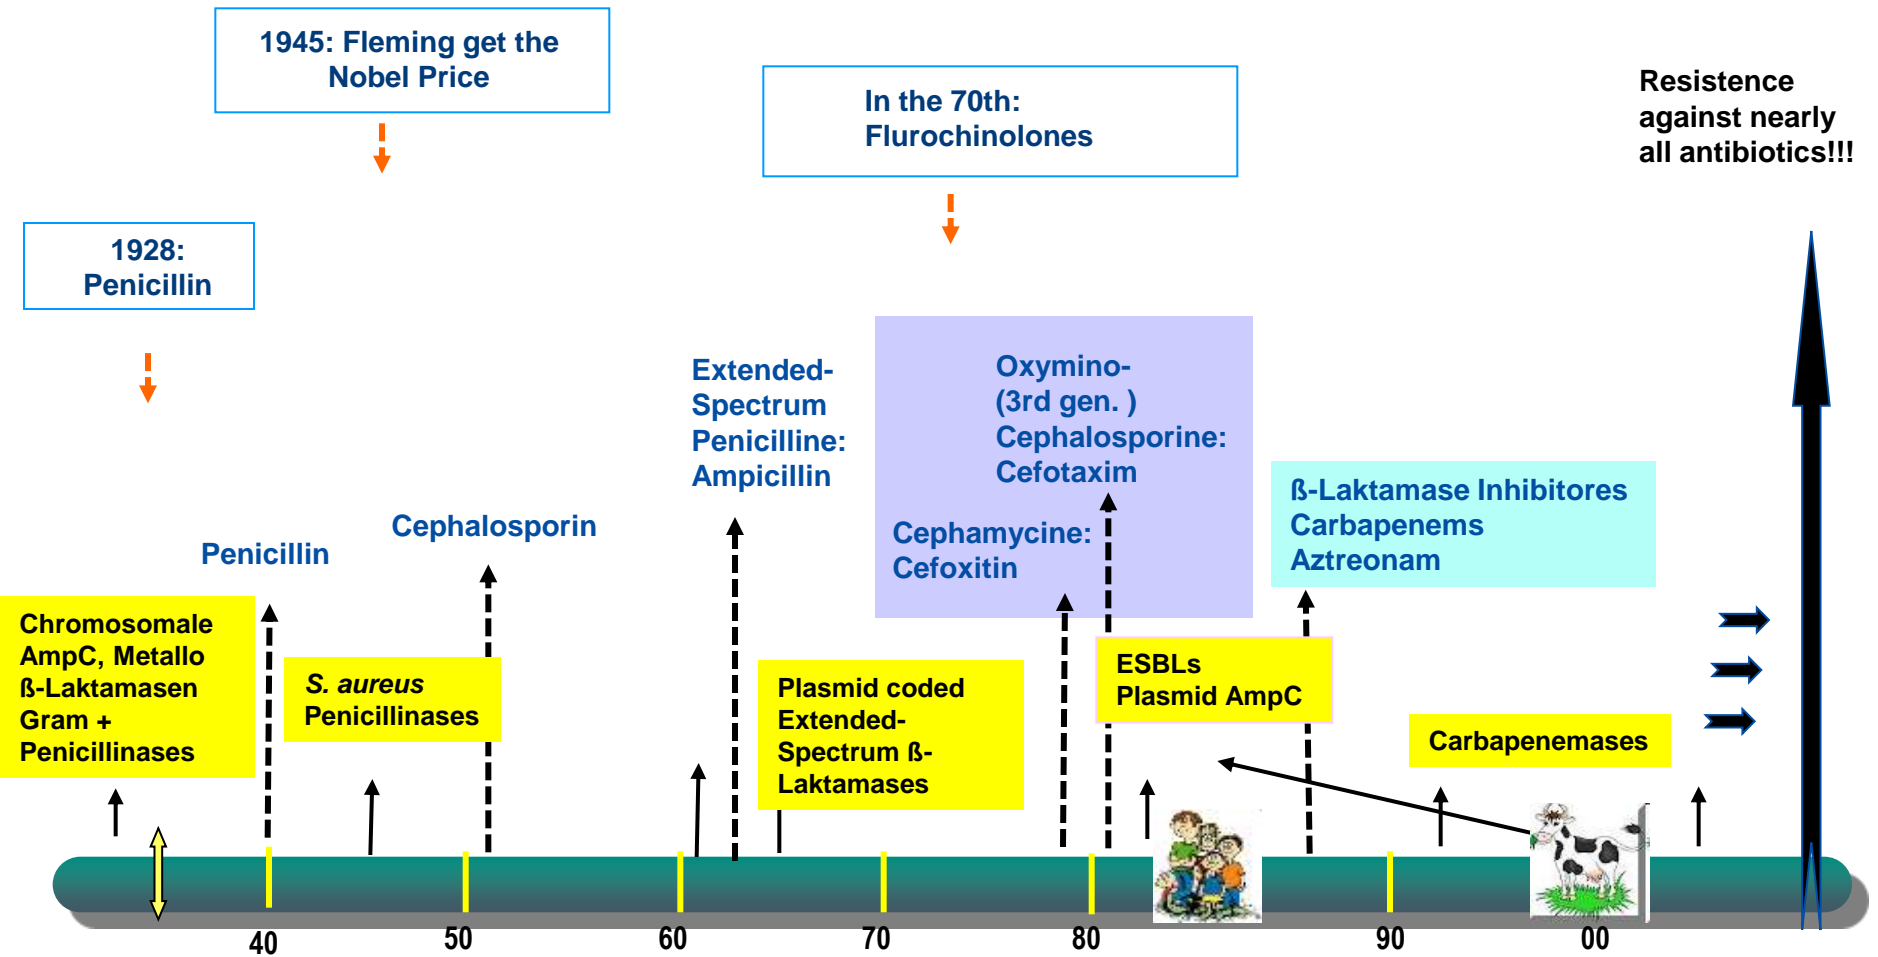 1945: Fleming get the
Nobel Price
In the 70th:
Flurochinolones
Resistence
against nearly
all antibiotics!!!
1928:
Penicillin
Extended-
Spectrum
Penicilline:
Ampicillin
Oxymino-
(3rd gen. )
Cephalosporine:
Cefotaxim
Cephamycine:
Cefoxitin
ß-Laktamase Inhibitores
Carbapenems
Aztreonam
Cephalosporin
Penicillin
Chromosomale
AmpC, Metallo
ß-Laktamasen
Gram +
Penicillinases
S. aureus
Penicillinases
Plasmid coded
Extended-
Spectrum ß-
Laktamases
ESBLs
Plasmid AmpC
Carbapenemases
40
50
60
70
80
90
00